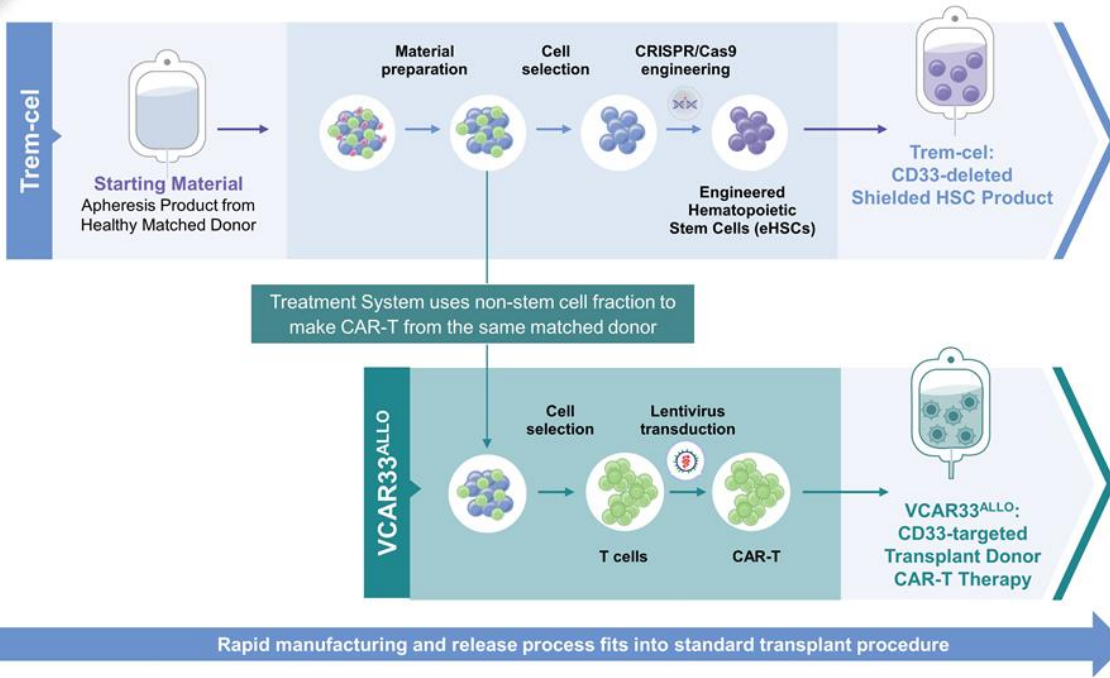 Trem-cel
Starting Material
Apheresis Product from
Healthy Matched Donor
Material
preparation
Cell
selection
CRISPR/Cas9
engineering
Engineered
Hematopoietic
Stem Cells (eHSCs)
Trem-cel:
CD33-deleted
Shielded HSC Product
Treatment System uses non-stem cell fraction to
make CAR-T from the same matched donor
VCAR33ᴬᴸᴸᴼ
Cell
selection
Lentivirus
transduction
T cells
CAR-T
VCAR33ᴬᴸᴸᴼ:
CD33-targeted
Transplant Donor
CAR-T Therapy
Rapid manufacturing and release process fits into standard transplant procedure